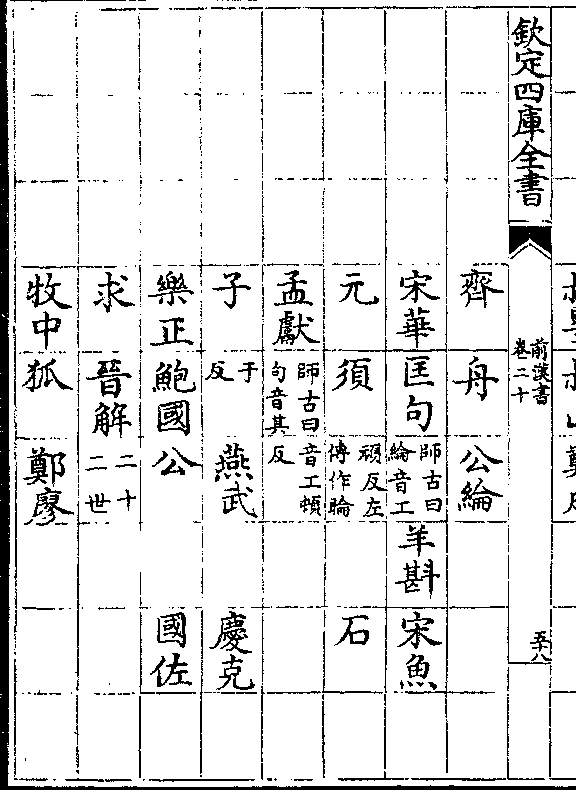 欽定四庫全書
前漢書
卷二十
五十八
齊 舟 公綸
宋華 匡句 師古曰綸音工 羊斟 宋魚
元 須 頑反左傳作睔 石
孟獻 師古曰句音其 音工頓反
子 于反 燕武 慶克
樂正 鮑國 公 國佐
求 晉解 二十二世
牧中 狐 鄭廖